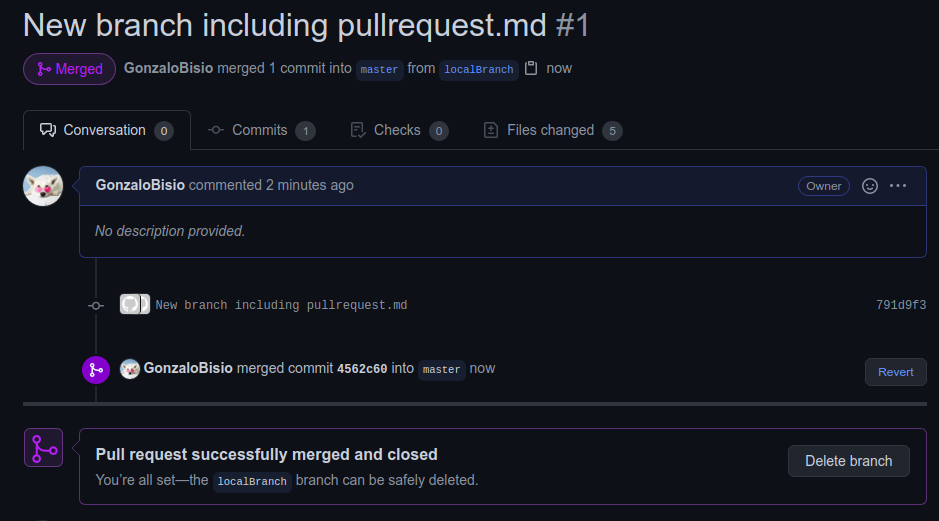 New branch including pullrequest.md #1
Merged GonzaloBisio merged 1 commit into master from localBranch now
Conversation 0 Commits 1 Checks 0 Files changed 5
GonzaloBisio commented 2 minutes ago Owner
No description provided.
New branch including pullrequest.md 791d9f3
GonzaloBisio merged commit 4562c60 into master now Revert
Pull request successfully merged and closed
You're all set—the localBranch branch can be safely deleted.
Delete branch